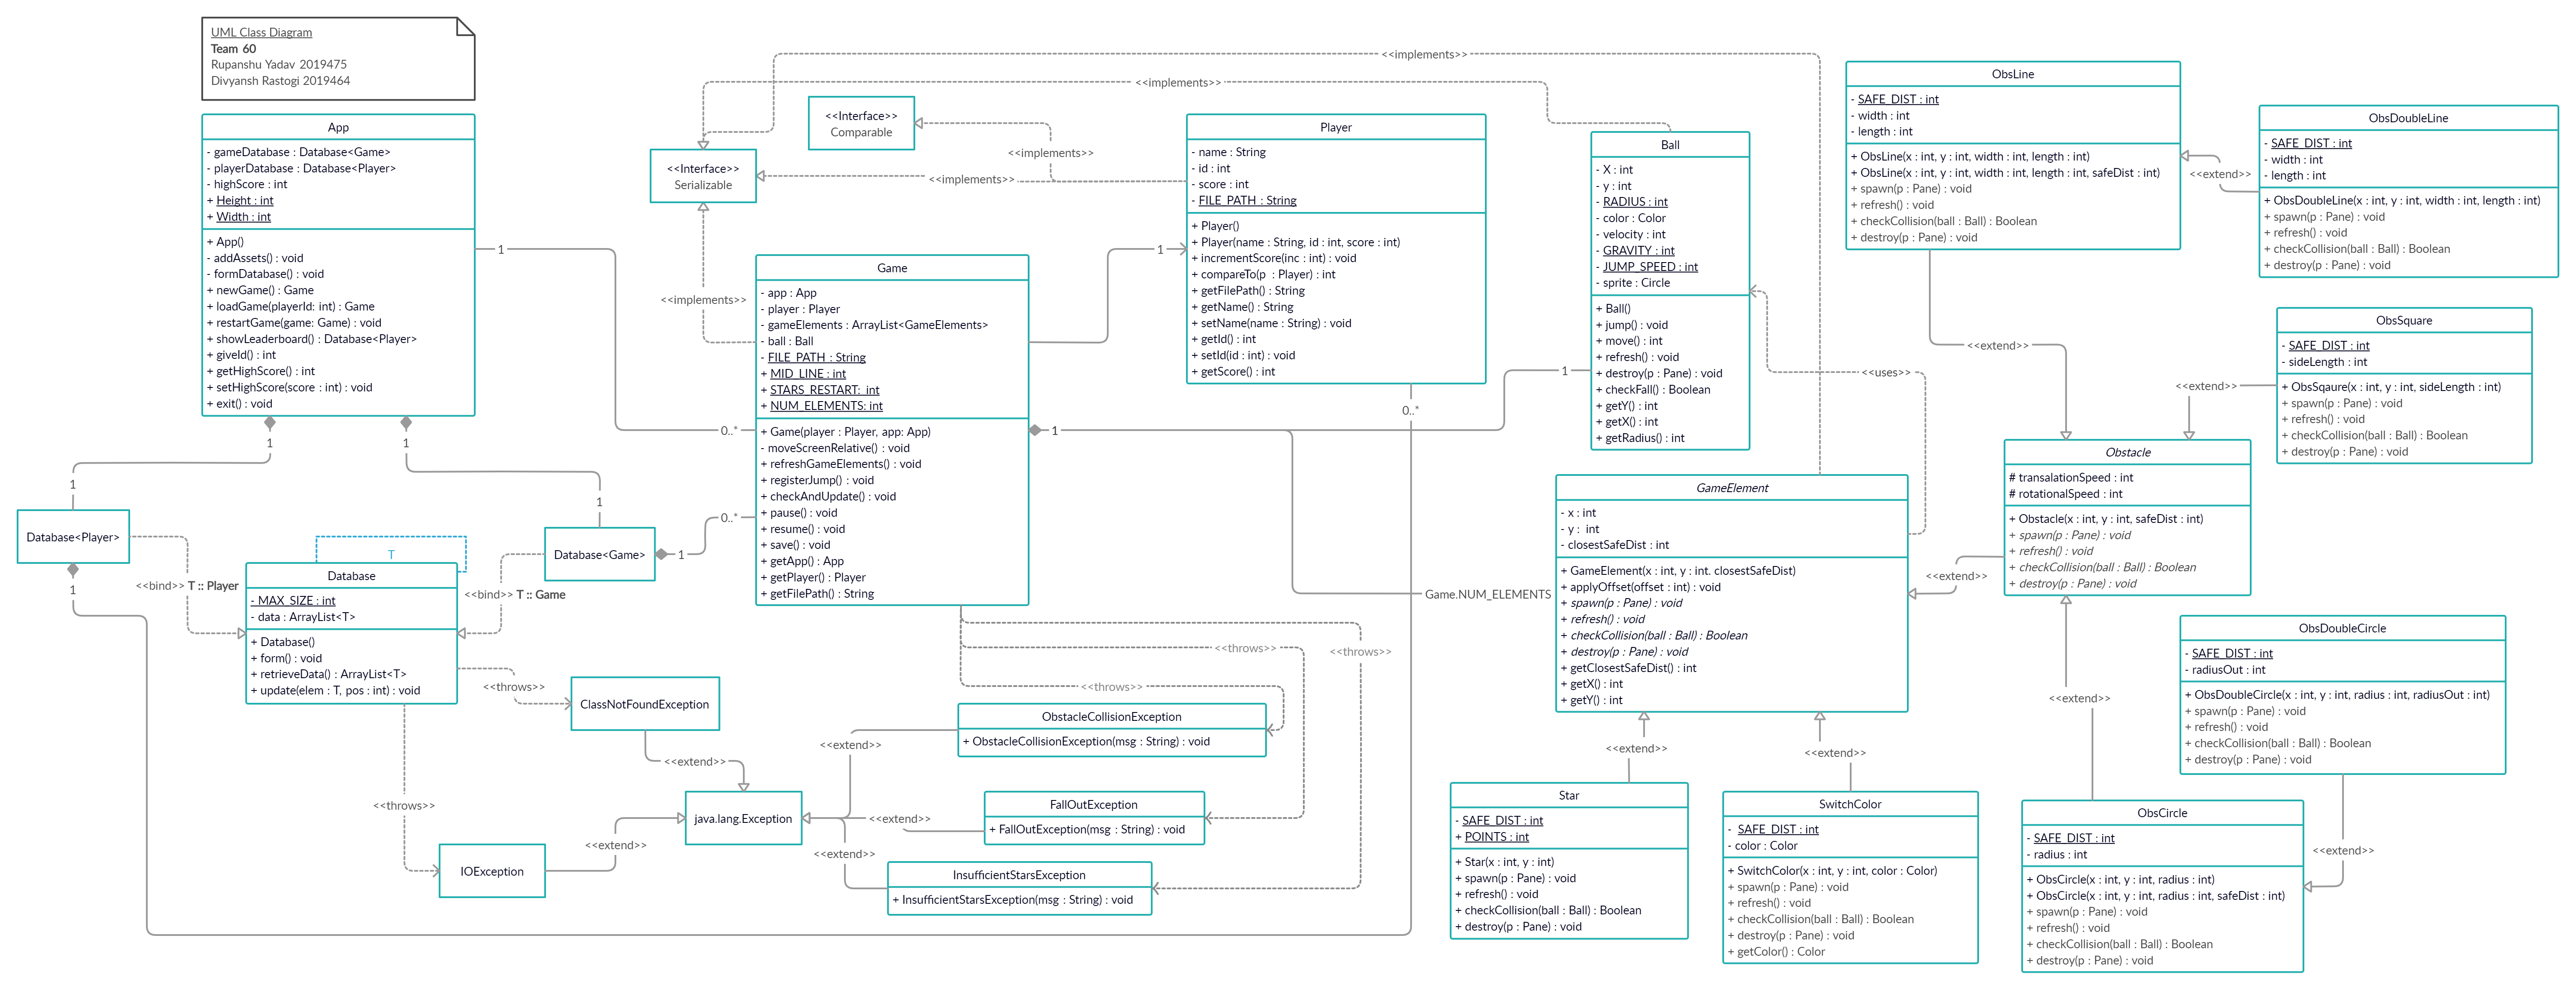 UML Class Diagram
Team 60
Rupanshu Yadav 2019475
Divyansh Rastogi 2019464
App
- gameDatabase : Database<Game>
- playerDatabase : Database<Player>
- highScore : int
+ Height : int
+ Width : int
+ App()
- addAssets() : void
- formDatabase() : void
+ newGame() : Game
+ loadGame(playerId: int) : Game
+ restartGame(game: Game) : void
+ showLeaderboard() : Database<Player>
+ giveId() : int
+ getHighScore() : int
+ setHighScore(score : int) : void
+ exit() : void
1
0..*
1
1
1
1
Database<Player>
1
<<bind>> T :: Player
T
Database
- MAX_SIZE : int
- data : ArrayList<T>
+ Database()
+ form() : void
+ retrieveData() : ArrayList<T>
+ update(elem : T, pos : int) : void
Database<Game>
1
0..*
<<bind>> T :: Game
<<throws>>
ClassNotFoundException
<<extend>>
<<throws>>
IOException
<<extend>>
java.lang.Exception
<<Interface>>
Serializable
<<Interface>>
Comparable
<<implements>>
<<implements>>
<<implements>>
<<implements>>
<<implements>>
Game
- app : App
- player : Player
- gameElements : ArrayList<GameElements>
- ball : Ball
- FILE_PATH : String
+ MID_LINE : int
+ STARS_RESTART: int
+ NUM_ELEMENTS: int
+ Game(player : Player, app: App)
- moveScreenRelative() : void
+ refreshGameElements() : void
+ registerJump() : void
+ checkAndUpdate() : void
+ pause() : void
+ resume() : void
+ save() : void
+ getApp() : App
+ getPlayer() : Player
+ getFilePath() : String
1
1
1
Game.NUM_ELEMENTS
0..*
<<throws>>
<<throws>>
<<throws>>
ObstacleCollisionException
+ ObstacleCollisionException(msg : String) : void
<<extend>>
FallOutException
+ FallOutException(msg : String) : void
<<extend>>
InsufficientStarsException
+ InsufficientStarsException(msg : String) : void
<<extend>>
Player
- name : String
- id : int
- score : int
- FILE_PATH : String
+ Player()
+ Player(name : String, id : int, score : int)
+ incrementScore(inc : int) : void
+ compareTo(p : Player) : int
+ getFilePath() : String
+ getName() : String
+ setName(name : String) : void
+ getId() : int
+ setId(id : int) : void
+ getScore() : int
Ball
- X : int
- y : int
- RADIUS : int
- color : Color
- velocity : int
- GRAVITY : int
- JUMP_SPEED : int
- sprite : Circle
+ Ball()
+ jump() : void
+ move() : int
+ refresh() : void
+ destroy(p : Pane) : void
+ checkFall() : Boolean
+ getY() : int
+ getX() : int
+ getRadius() : int
<<uses>>
GameElement
- x : int
- y : int
- closestSafeDist : int
+ GameElement(x : int, y : int. closestSafeDist)
+ applyOffset(offset : int) : void
+ spawn(p : Pane) : void
+ refresh() : void
+ checkCollision(ball : Ball) : Boolean
+ destroy(p : Pane) : void
+ getClosestSafeDist() : int
+ getX() : int
+ getY() : int
<<extend>>
<<extend>>
<<extend>>
Star
- SAFE_DIST : int
+ POINTS : int
+ Star(x : int, y : int)
+ spawn(p : Pane) : void
+ refresh() : void
+ checkCollision(ball : Ball) : Boolean
+ destroy(p : Pane) : void
SwitchColor
- SAFE_DIST : int
- color : Color
+ SwitchColor(x : int, y : int, color : Color)
+ spawn(p : Pane) : void
+ refresh() : void
+ checkCollision(ball : Ball) : Boolean
+ destroy(p : Pane) : void
+ getColor() : Color
ObsLine
- SAFE_DIST : int
- width : int
- length : int
+ ObsLine(x : int, y : int, width : int, length : int)
+ ObsLine(x : int, y : int, width : int, length : int, safeDist : int)
+ spawn(p : Pane) : void
+ refresh() : void
+ checkCollision(ball : Ball) : Boolean
+ destroy(p : Pane) : void
<<extend>>
<<extend>>
ObsDoubleLine
- SAFE_DIST : int
- width : int
- length : int
+ ObsDoubleLine(x : int, y : int, width : int, length : int)
+ spawn(p : Pane) : void
+ refresh() : void
+ checkCollision(ball : Ball) : Boolean
+ destroy(p : Pane) : void
ObsSquare
- SAFE_DIST : int
- sideLength : int
+ ObsSqaure(x : int, y : int, sideLength : int)
+ spawn(p : Pane) : void
+ refresh() : void
+ checkCollision(ball : Ball) : Boolean
+ destroy(p : Pane) : void
<<extend>>
Obstacle
# transalationSpeed : int
# rotationalSpeed : int
+ Obstacle(x : int, y : int, safeDist : int)
+ spawn(p : Pane) : void
+ refresh() : void
+ checkCollision(ball : Ball) : Boolean
+ destroy(p : Pane) : void
<<extend>>
ObsDoubleCircle
- SAFE_DIST : int
- radiusOut : int
+ ObsDoubleCircle(x : int, y : int, radius : int, radiusOut : int)
+ spawn(p : Pane) : void
+ refresh() : void
+ checkCollision(ball : Ball) : Boolean
+ destroy(p : Pane) : void
<<extend>>
ObsCircle
- SAFE_DIST : int
- radius : int
+ ObsCircle(x : int, y : int, radius : int)
+ ObsCircle(x : int, y : int, radius : int, safeDist : int)
+ spawn(p : Pane) : void
+ refresh() : void
+ checkCollision(ball : Ball) : Boolean
+ destroy(p : Pane) : void